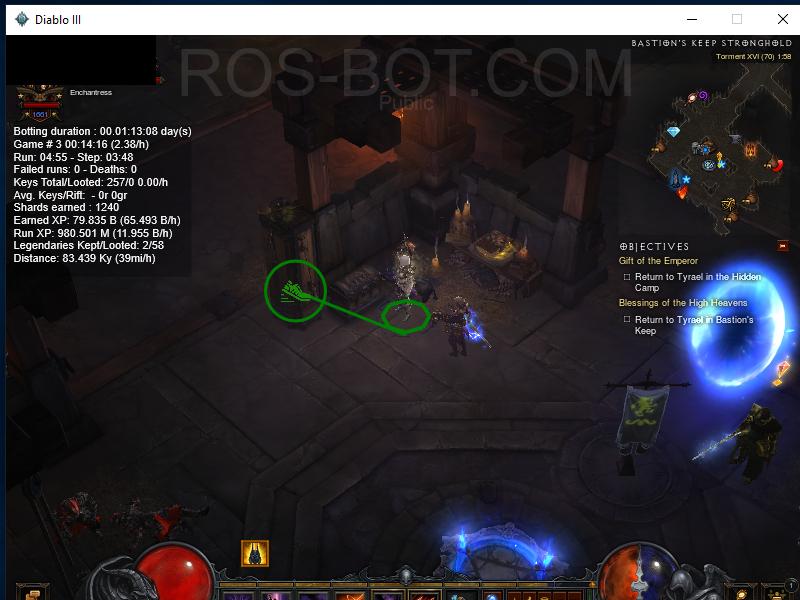 Diablo III
BASTION'S KEEP STRONGHOLD
Torment XVI (70) 1:58
ROS-BOT.COM
Public
Enchantress
1661
Botting duration : 00.01:13:08 day(s)
Game # 3 00:14:16 (2.38/h)
Run: 04:55 - Step: 03:48
Failed runs: 0 - Deaths: 0
Keys Total/Looted: 257/0 0.00/h
Avg. Keys/Rift: - 0r 0gr
Shards earned : 1240
Earned XP: 79.835 B (65.493 B/h)
Run XP: 980.501 M (11.955 B/h)
Legendaries Kept/Looted: 2/58
Distance: 83.439 Ky (39mi/h)
OBJECTIVES
Gift of the Emperor
Return to Tyrael in the Hidden
Camp
Blessings of the High Heavens
Return to Tyrael in Bastion's
Keep
1